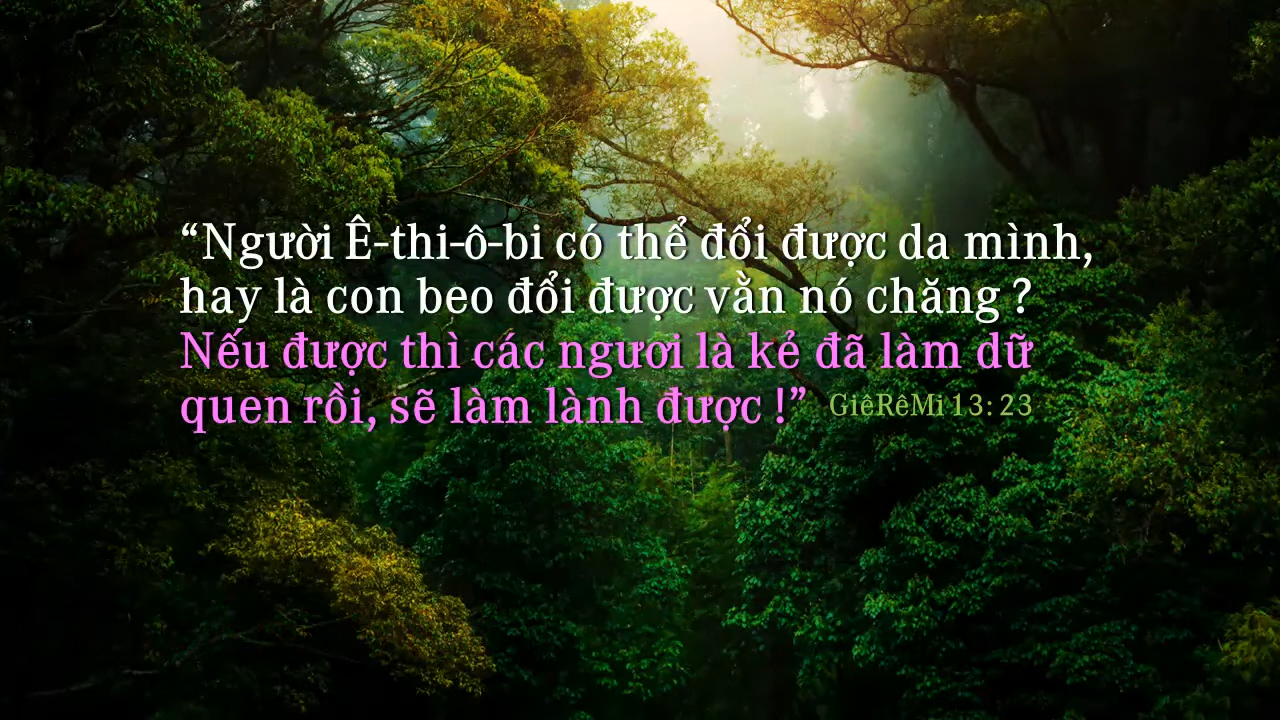 “Người Ê-thi-ô-bi có thể đổi được da mình,
hay là con beo đổi được vằn nó chăng ?
Nếu được thì các ngươi là kẻ đã làm dữ
quen rồi, sẽ làm lành được !” GiêRêMi 13: 23